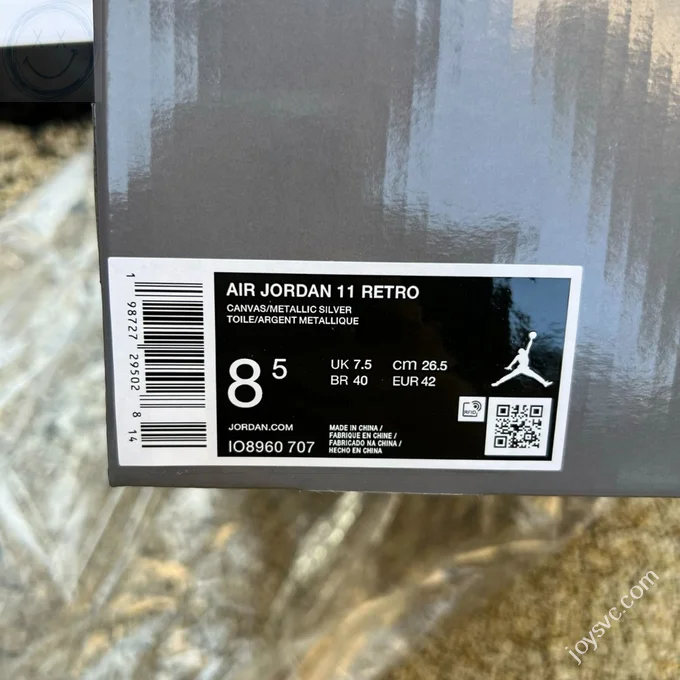 AIR JORDAN 11 RETRO
CANVAS/METALLIC SILVER
TOILE/ARGENT METALLIQUE
8 5
UK 7.5 cm 26.5
BR 40 EUR 42
JORDAN.COM
IO8960 707
MADE IN CHINA /
FABRIQUE EN CHINE /
FABRICADO NA CHINA /
HECHO EN CHINA
RFID
1 98727 29502 8 14
joysvc.com